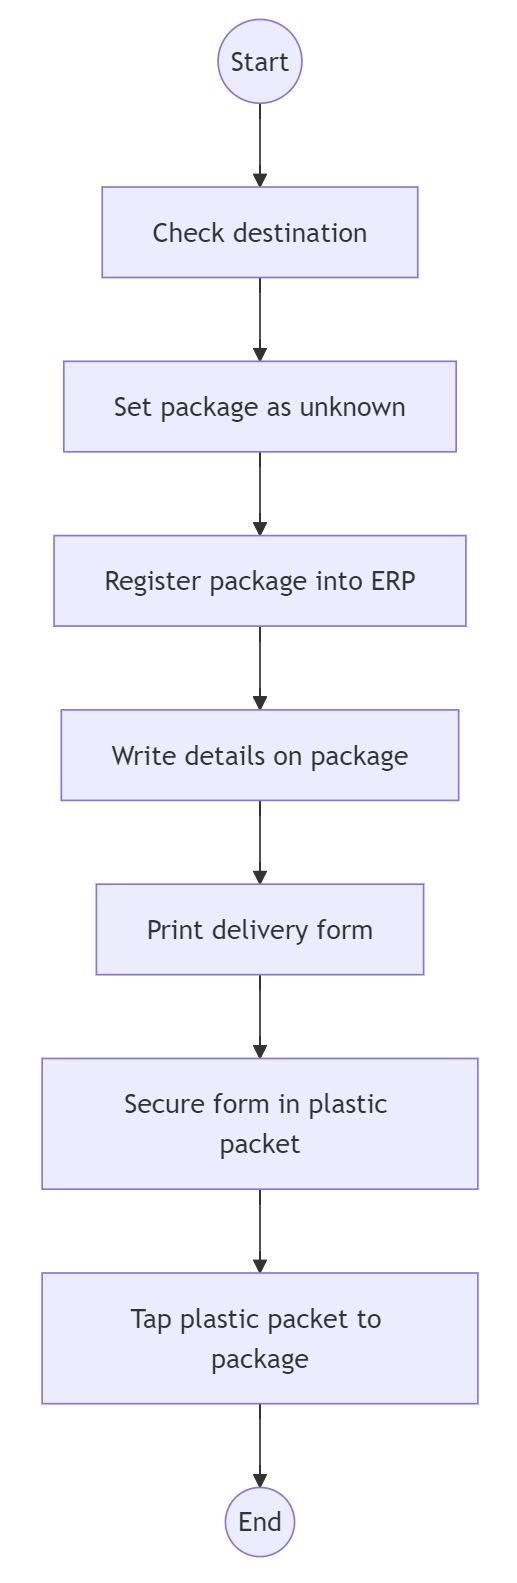 Start
Check destination
Set package as unknown
Register package into ERP
Write details on package
Print delivery form
Secure form in plastic
packet
Tap plastic packet to
package
End